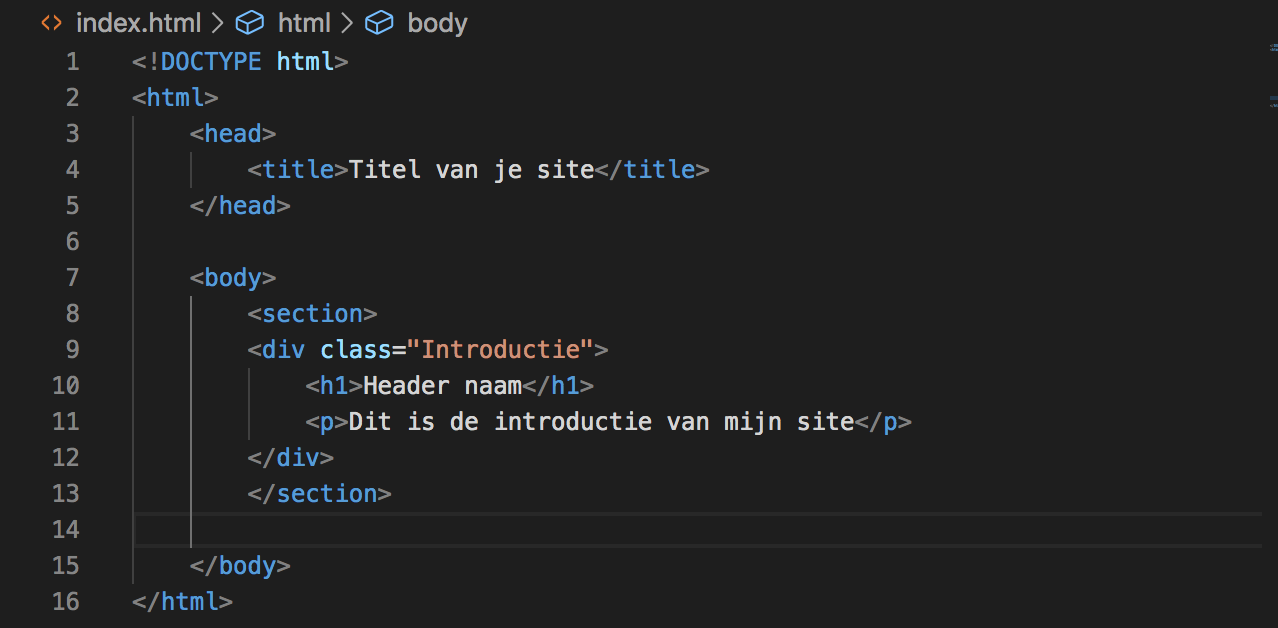 <> index.html > html > body
1 <!DOCTYPE html>
2 <html>
3     <head>
4         <title>Titel van je site</title>
5     </head>
6
7     <body>
8         <section>
9         <div class="Introductie">
10             <h1>Header naam</h1>
11             <p>Dit is de introductie van mijn site</p>
12         </div>
13         </section>
14
15     </body>
16 </html>